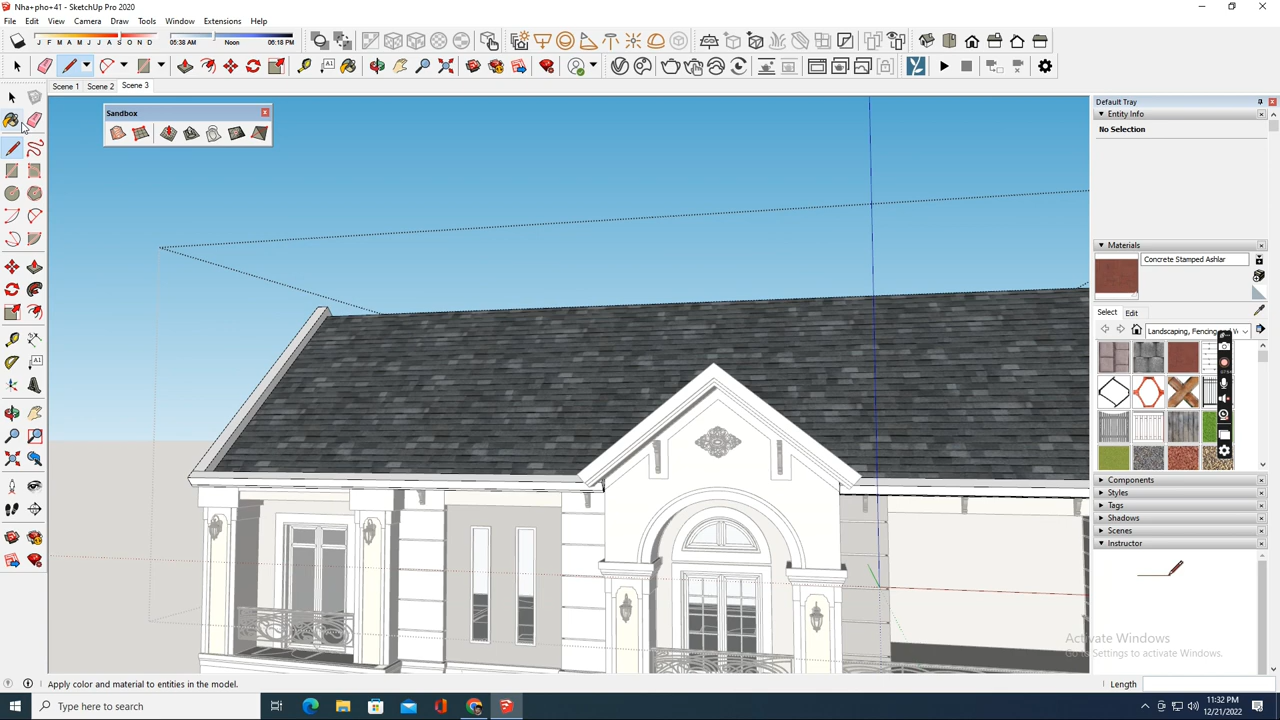 Nha+pho+41 - SketchUp Pro 2020
File Edit View Camera Draw Tools Window Extensions Help
J F M A M J J A S O N D 05:38 AM Noon 06:18 PM
Scene 1 Scene 2 Scene 3
Sandbox
Default Tray
Entity Info
No Selection
Materials
Concrete Stamped Ashlar
Select Edit
Landscaping, Fencing and V
Components
Styles
Tags
Shadows
Scenes
Instructor
Activate Windows
Go to Settings to activate Windows.
Apply color and material to entities in the model.
Length
Type here to search
11:32 PM
12/21/2022